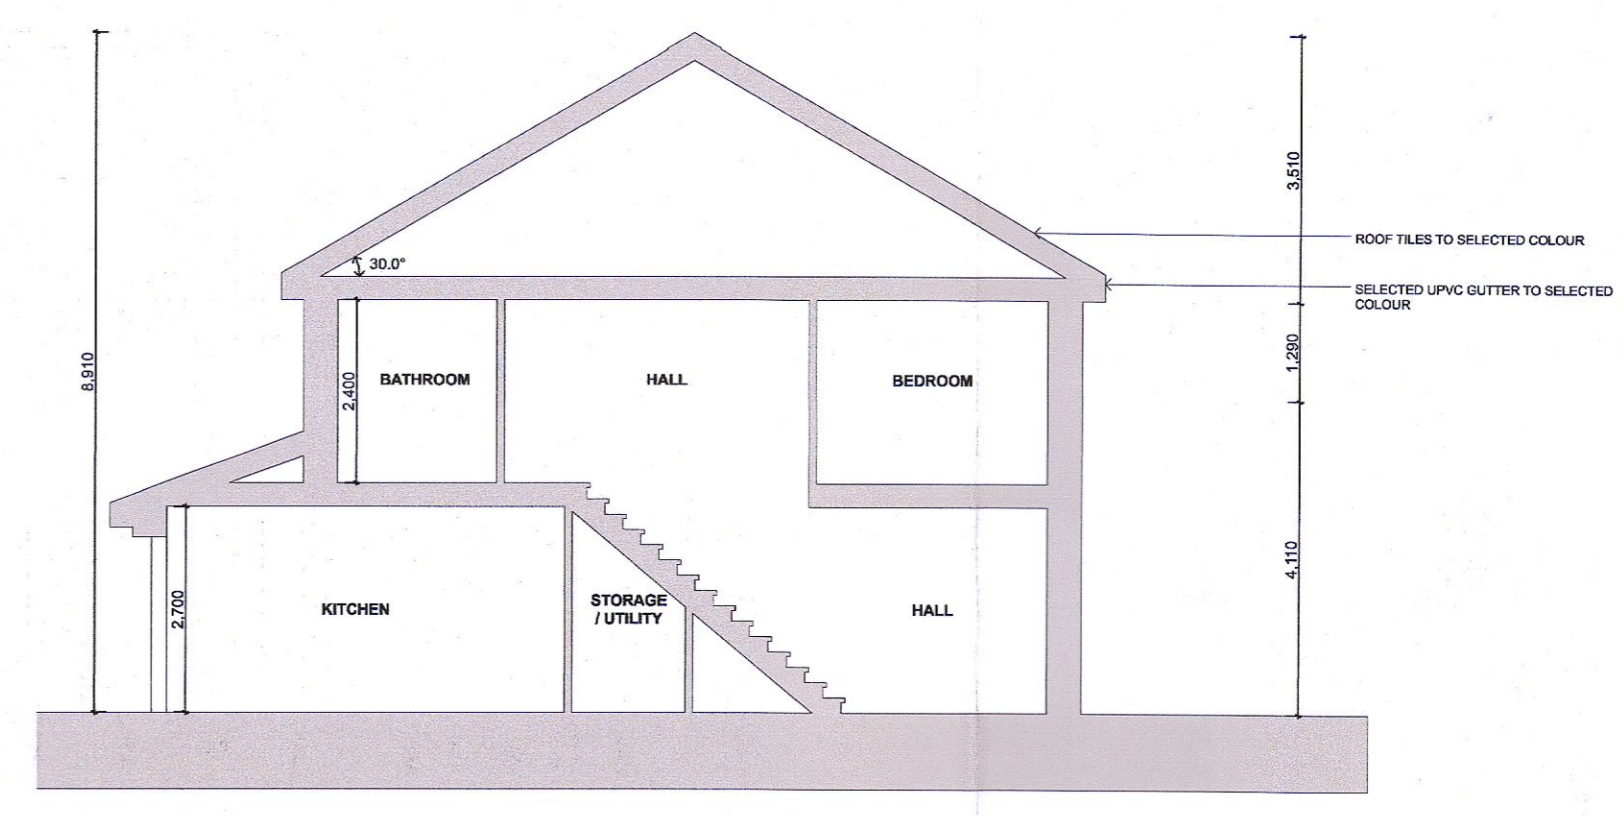 3,510
ROOF TILES TO SELECTED COLOUR
30.0°
SELECTED UPVC GUTTER TO SELECTED
COLOUR
8,910
2,400
BATHROOM
HALL
BEDROOM
1,290
4,110
2,700
KITCHEN
STORAGE
/ UTILITY
HALL